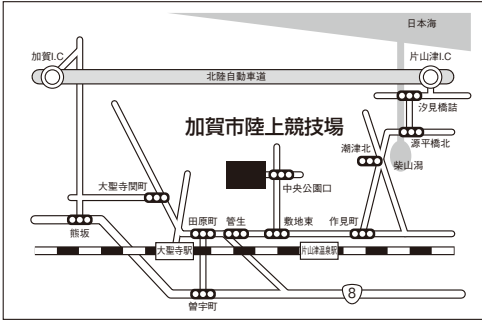 日本海
加賀I.C
片山津I.C
北陸自動車道
汐見橋詰
加賀市陸上競技場
源平橋北
潮津北
柴山潟
中央公園口
大聖寺関町
田原町
菅生
敷地東
作見町
熊坂
大聖寺駅
片山津温泉駅
8
曽宇町